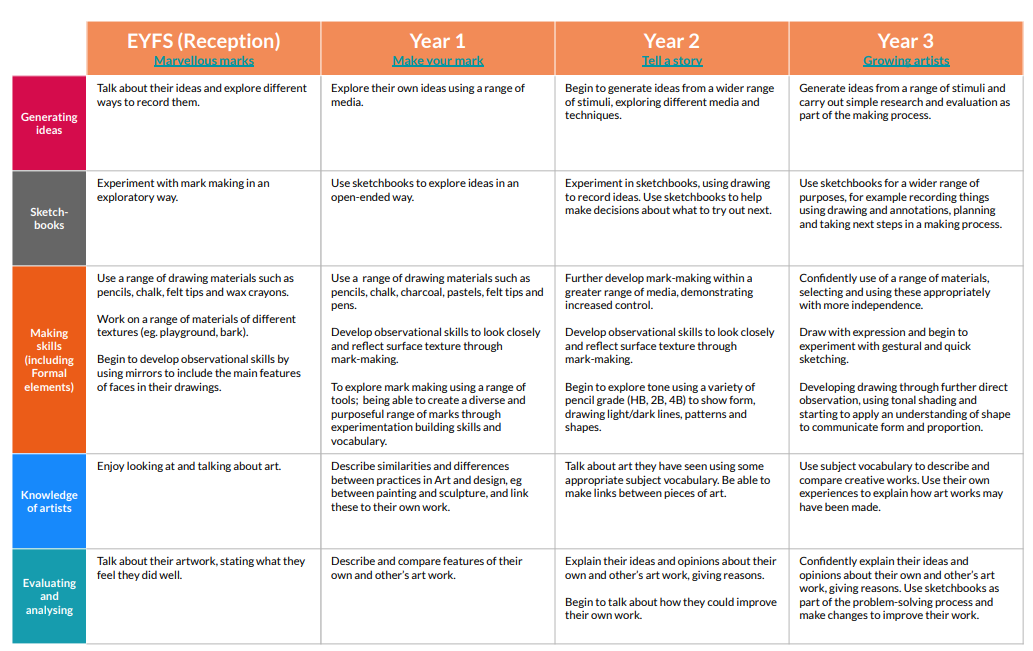 EYFS (Reception)
Marvellous marks
Year 1
Make your mark
Year 2
Tell a story
Year 3
Growing artists
Generating
ideas
Talk about their ideas and explore different
ways to record them.
Explore their own ideas using a range of
media.
Begin to generate ideas from a wider range
of stimuli, exploring different media and
techniques.
Generate ideas from a range of stimuli and
carry out simple research and evaluation as
part of the making process.
Sketch-
books
Experiment with mark making in an
exploratory way.
Use sketchbooks to explore ideas in an
open-ended way.
Experiment in sketchbooks, using drawing
to record ideas. Use sketchbooks to help
make decisions about what to try out next.
Use sketchbooks for a wider range of
purposes, for example recording things
using drawing and annotations, planning
and taking next steps in a making process.
Making
skills
(including
Formal
elements)
Use a range of drawing materials such as
pencils, chalk, felt tips and wax crayons.
Work on a range of materials of different
textures (eg. playground, bark).
Begin to develop observational skills by
using mirrors to include the main features
of faces in their drawings.
Use a  range of drawing materials such as
pencils, chalk, charcoal, pastels, felt tips and
pens.
Develop observational skills to look closely
and reflect surface texture through
mark-making.
To explore mark making using a range of
tools;  being able to create a diverse and
purposeful range of marks through
experimentation building skills and
vocabulary.
Further develop mark-making within a
greater range of media, demonstrating
increased control.
Develop observational skills to look closely
and reflect surface texture through
mark-making.
Begin to explore tone using a variety of
pencil grade (HB, 2B, 4B) to show form,
drawing light/dark lines, patterns and
shapes.
Confidently use of a range of materials,
selecting and using these appropriately
with more independence.
Draw with expression and begin to
experiment with gestural and quick
sketching.
Developing drawing through further direct
observation, using tonal shading and
starting to apply an understanding of shape
to communicate form and proportion.
Knowledge
of artists
Enjoy looking at and talking about art.
Describe similarities and differences
between practices in Art and design, eg
between painting and sculpture, and link
these to their own work.
Talk about art they have seen using some
appropriate subject vocabulary. Be able to
make links between pieces of art.
Use subject vocabulary to describe and
compare creative works. Use their own
experiences to explain how art works may
have been made.
Evaluating
and
analysing
Talk about their artwork, stating what they
feel they did well.
Describe and compare features of their
own and other's art work.
Explain their ideas and opinions about their
own and other's art work, giving reasons.
Begin to talk about how they could improve
their own work.
Confidently explain their ideas and
opinions about their own and other's art
work, giving reasons. Use sketchbooks as
part of the problem-solving process and
make changes to improve their work.